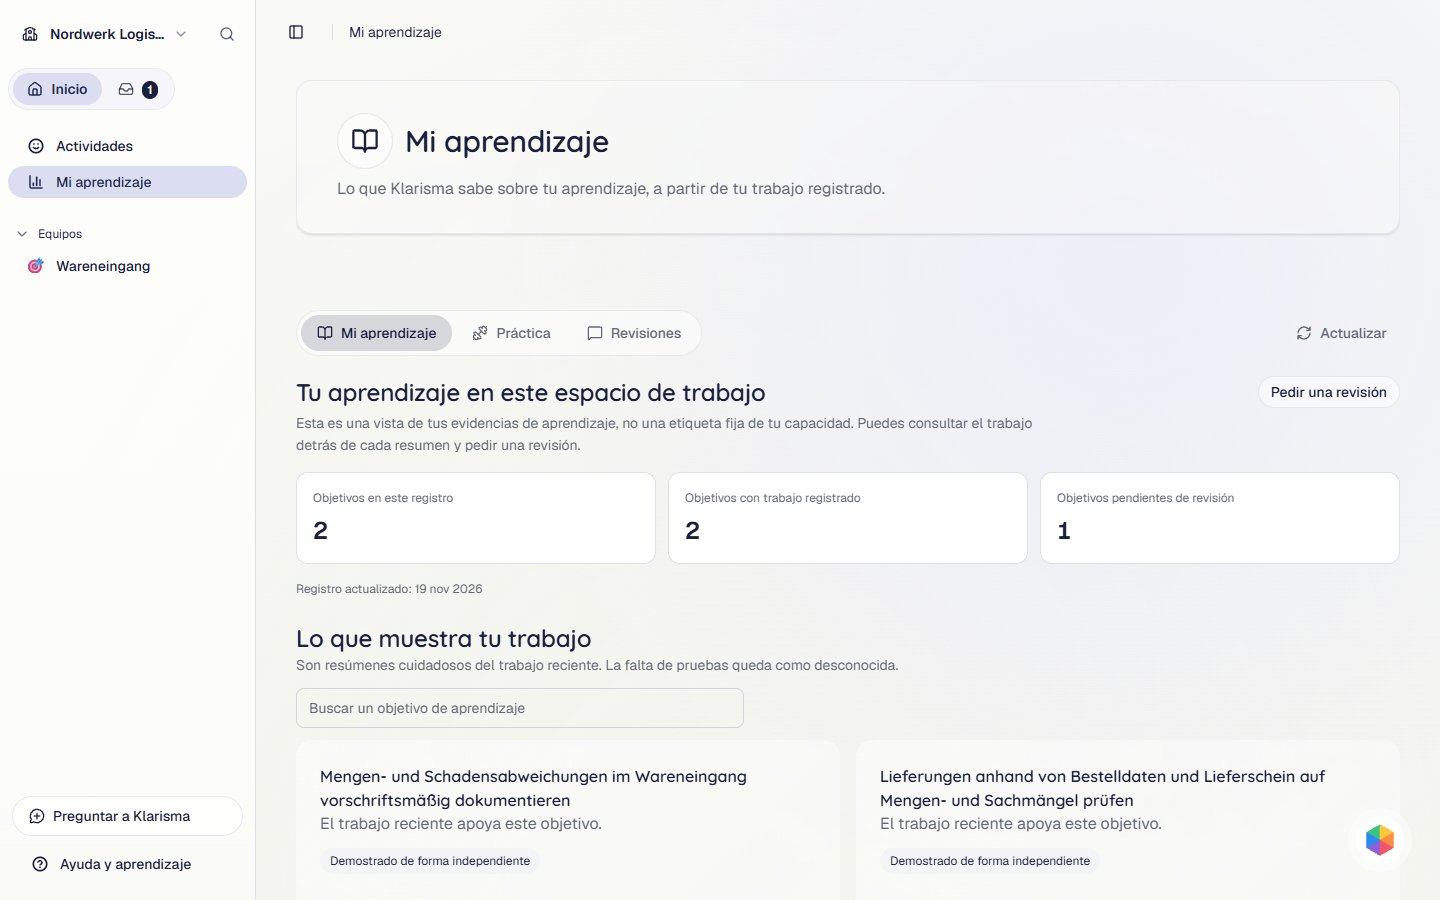 Nordwerk Logis...
Inicio
1
Actividades
Mi aprendizaje
Equipos
Wareneingang
Preguntar a Klarisma
Ayuda y aprendizaje
Mi aprendizaje
Mi aprendizaje
Lo que Klarisma sabe sobre tu aprendizaje, a partir de tu trabajo registrado.
Mi aprendizaje
Práctica
Revisiones
Actualizar
Tu aprendizaje en este espacio de trabajo
Pedir una revisión
Esta es una vista de tus evidencias de aprendizaje, no una etiqueta fija de tu capacidad. Puedes consultar el trabajo
detrás de cada resumen y pedir una revisión.
Objetivos en este registro
2
Objetivos con trabajo registrado
2
Objetivos pendientes de revisión
1
Registro actualizado: 19 nov 2026
Lo que muestra tu trabajo
Son resúmenes cuidadosos del trabajo reciente. La falta de pruebas queda como desconocida.
Buscar un objetivo de aprendizaje
Mengen- und Schadensabweichungen im Wareneingang
vorschriftsmäßig dokumentieren
El trabajo reciente apoya este objetivo.
Demostrado de forma independiente
Lieferungen anhand von Bestelldaten und Lieferschein auf
Mengen- und Sachmängel prüfen
El trabajo reciente apoya este objetivo.
Demostrado de forma independiente